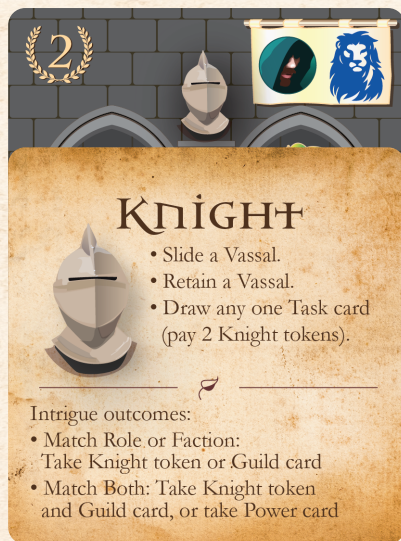 2
Knight
• Slide a Vassal.
• Retain a Vassal.
• Draw any one Task card
(pay 2 Knight tokens).
Intrigue outcomes:
• Match Role or Faction:
Take Knight token or Guild card
• Match Both: Take Knight token
and Guild card, or take Power card